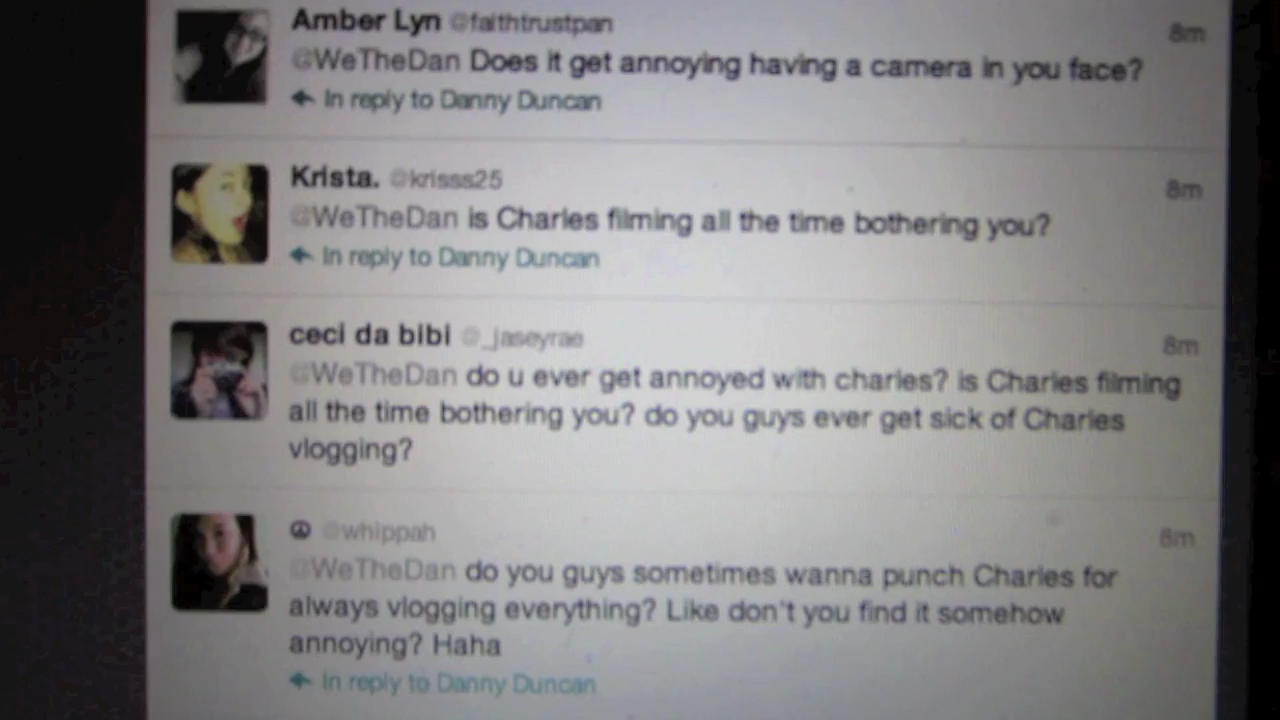 Amber Lyn @faithtrustpan 8m
@WeTheDan Does it get annoying having a camera in you face?
In reply to Danny Duncan
Krista. @krisss25 8m
@WeTheDan is Charles filming all the time bothering you?
In reply to Danny Duncan
ceci da bibi @_jaseyrae 8m
@WeTheDan do u ever get annoyed with charles? is Charles filming
all the time bothering you? do you guys ever get sick of Charles
vlogging?
☮ @whippah 8m
@WeTheDan do you guys sometimes wanna punch Charles for
always vlogging everything? Like don't you find it somehow
annoying? Haha
In reply to Danny Duncan